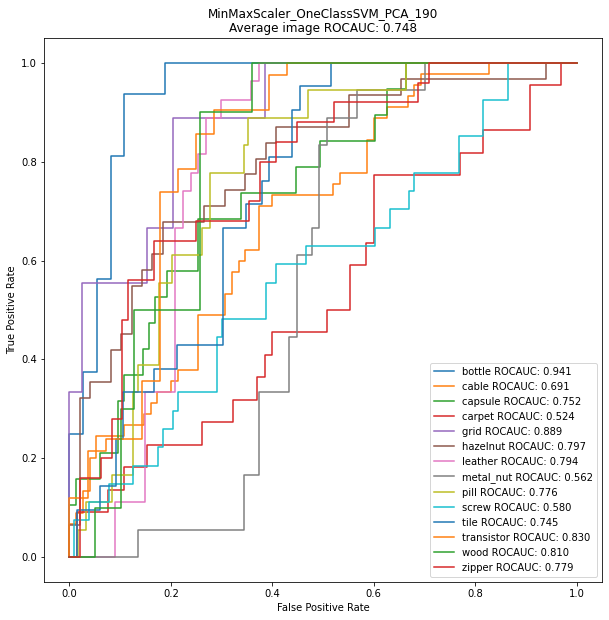 MinMaxScaler_OneClassSVM_PCA_190
Average image ROCAUC: 0.748
True Positive Rate
1.0
0.8
0.6
0.4
0.2
0.0
bottle ROCAUC: 0.941
cable ROCAUC: 0.691
capsule ROCAUC: 0.752
carpet ROCAUC: 0.524
grid ROCAUC: 0.889
hazelnut ROCAUC: 0.797
leather ROCAUC: 0.794
metal_nut ROCAUC: 0.562
pill ROCAUC: 0.776
screw ROCAUC: 0.580
tile ROCAUC: 0.745
transistor ROCAUC: 0.830
wood ROCAUC: 0.810
zipper ROCAUC: 0.779
0.0 0.2 0.4 0.6 0.8 1.0
False Positive Rate